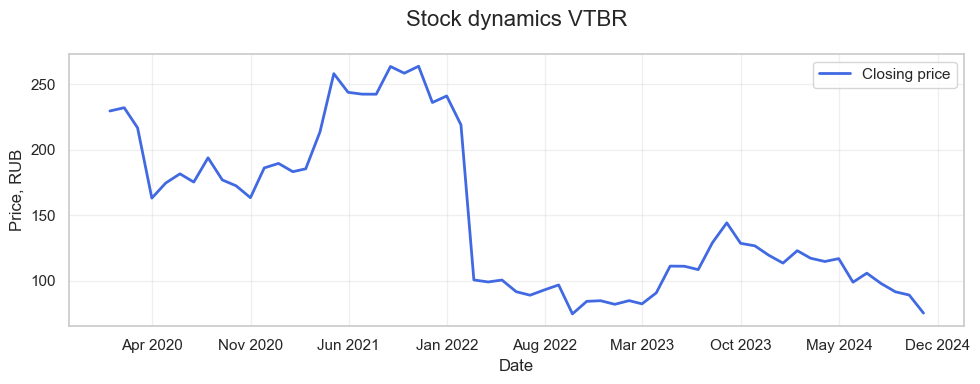 Stock dynamics VTBR
Closing price
250
200
150
100
Price, RUB
Apr 2020
Nov 2020
Jun 2021
Jan 2022
Aug 2022
Mar 2023
Oct 2023
May 2024
Dec 2024
Date